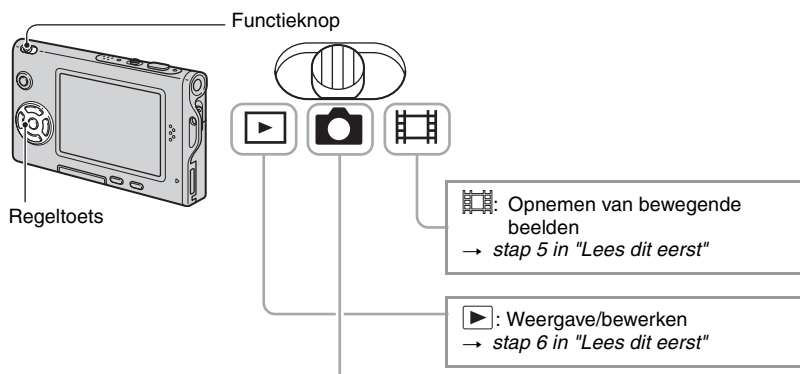 Functieknop
Regeltoets
: Opnemen van bewegende
beelden
→ stap 5 in "Lees dit eerst"
: Weergave/bewerken
→ stap 6 in "Lees dit eerst"